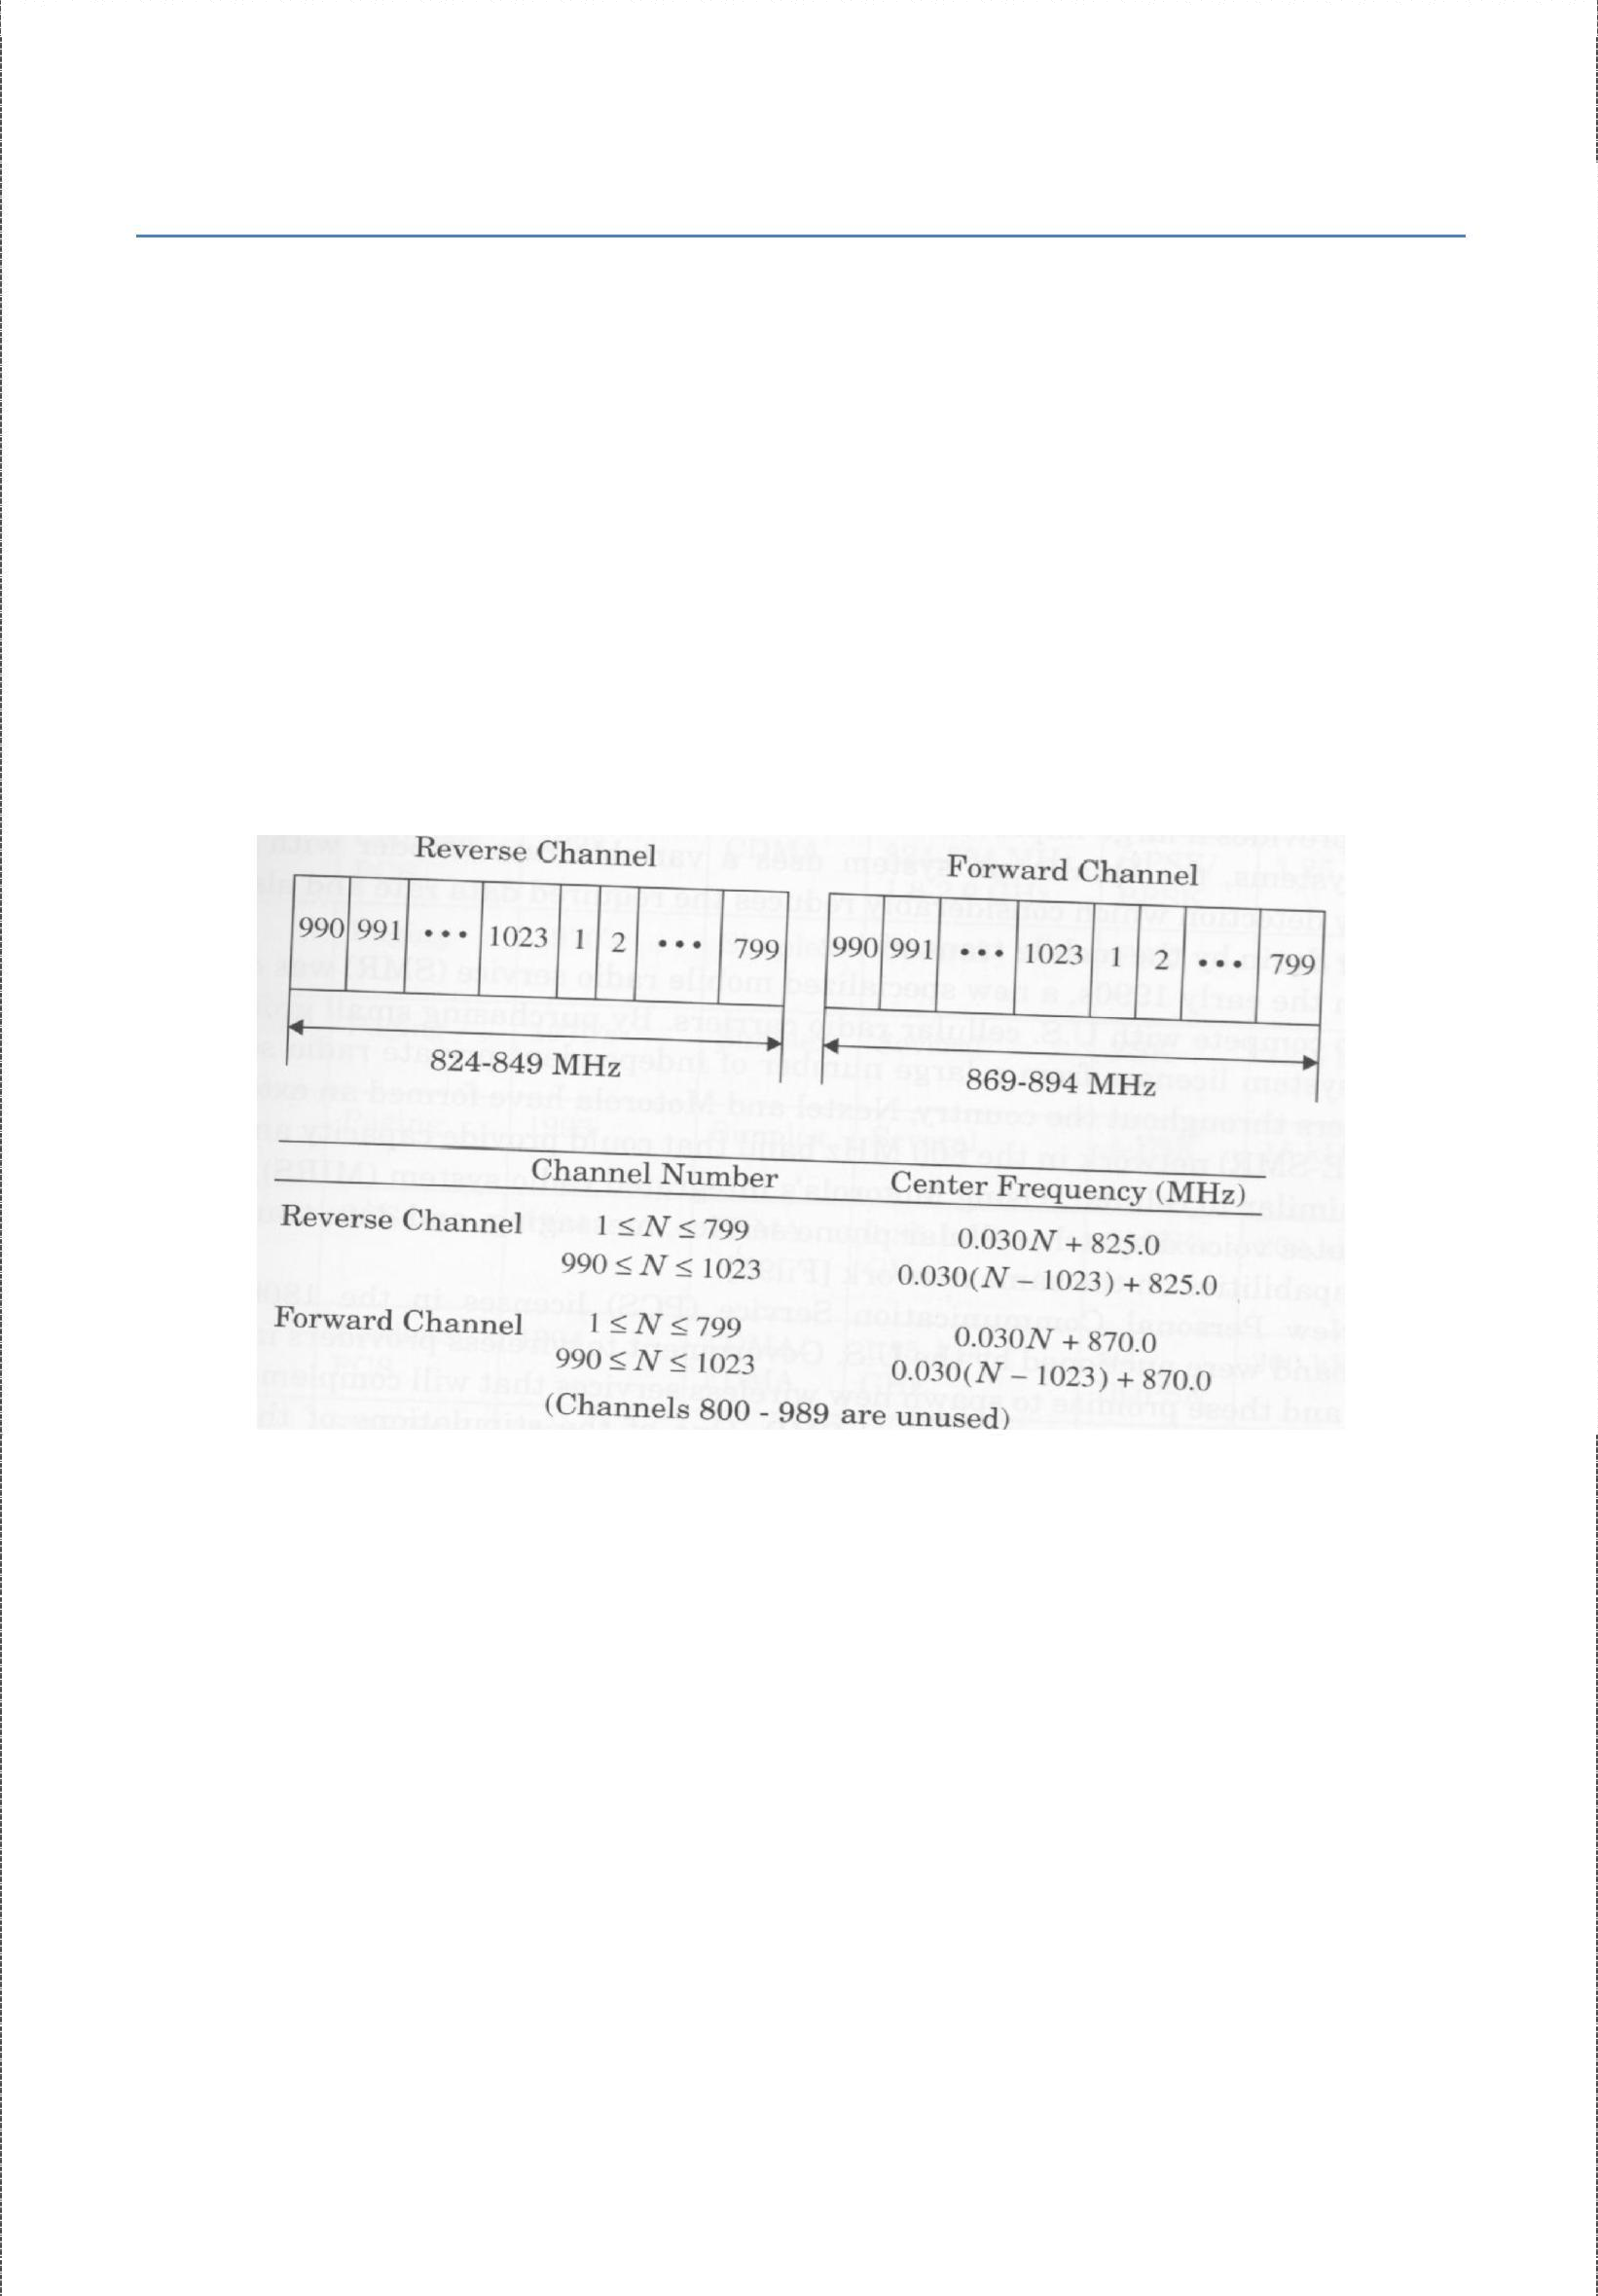 Reverse Channel
990 991 ••• 1023 1 2 ••• 799
824-849 MHz
Forward Channel
990 991 ••• 1023 1 2 ••• 799
869-894 MHz
Channel Number Center Frequency (MHz)
Reverse Channel 1 ≤ N ≤ 799 0.030N + 825.0
990 ≤ N ≤ 1023 0.030(N − 1023) + 825.0
Forward Channel 1 ≤ N ≤ 799 0.030N + 870.0
990 ≤ N ≤ 1023 0.030(N − 1023) + 870.0
(Channels 800 - 989 are unused)